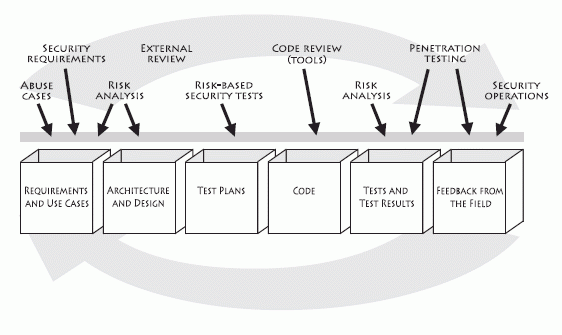 Security
Requirements
External
Review
Code Review
(Tools)
Penetration
Testing
Abuse
Cases
Risk
Analysis
Risk-Based
Security Tests
Risk
Analysis
Security
Operations
Requirements
and Use Cases
Architecture
and Design
Test Plans
Code
Tests and
Test Results
Feedback from
the Field